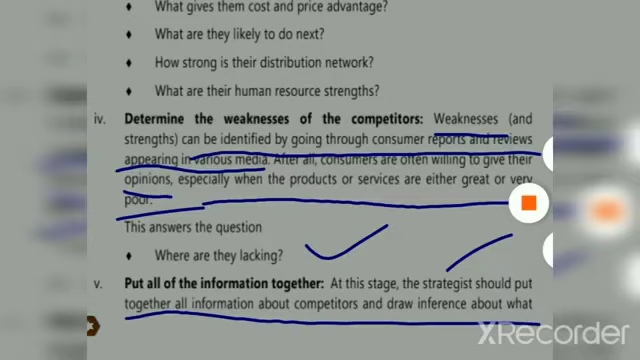 ♦ What gives them cost and price advantage?
♦ What are they likely to do next?
♦ How strong is their distribution network?
♦ What are their human resource strengths?
iv. Determine the weaknesses of the competitors: Weaknesses (and
strengths) can be identified by going through consumer reports and reviews
appearing in various media. After all, consumers are often willing to give their
opinions, especially when the products or services are either great or very
poor.
This answers the question
♦ Where are they lacking?
v. Put all of the information together: At this stage, the strategist should put
together all information about competitors and draw inference about what
XRecorder